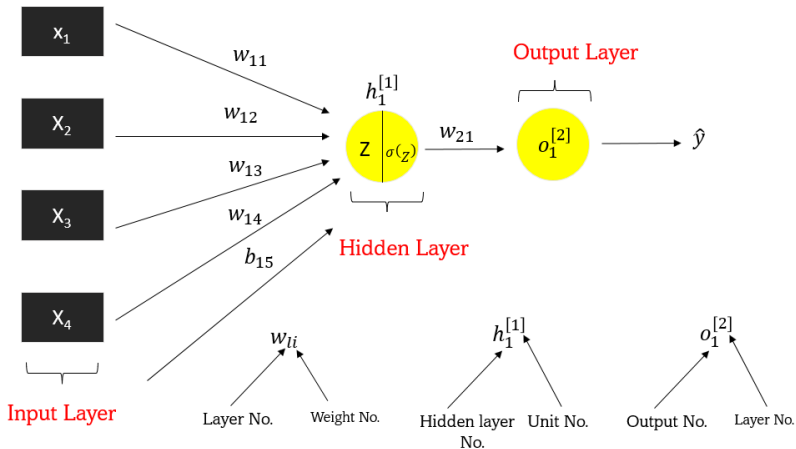 x₁
w₁₁
Output Layer
h₁^[1]
X₂
w₁₂
w₂₁
Z σ(Z)
o₁^[2]
ŷ
w₁₃
X₃
w₁₄
Hidden Layer
b₁₅
X₄
w_li
h₁^[1]
o₁^[2]
Input Layer
Layer No.
Weight No.
Hidden layer
No.
Unit No.
Output No.
Layer No.